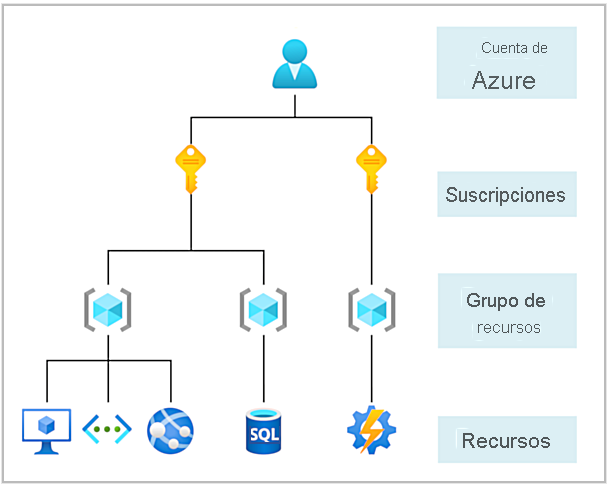 Cuenta de
Azure
Suscripciones
Grupo de
recursos
SQL
Recursos